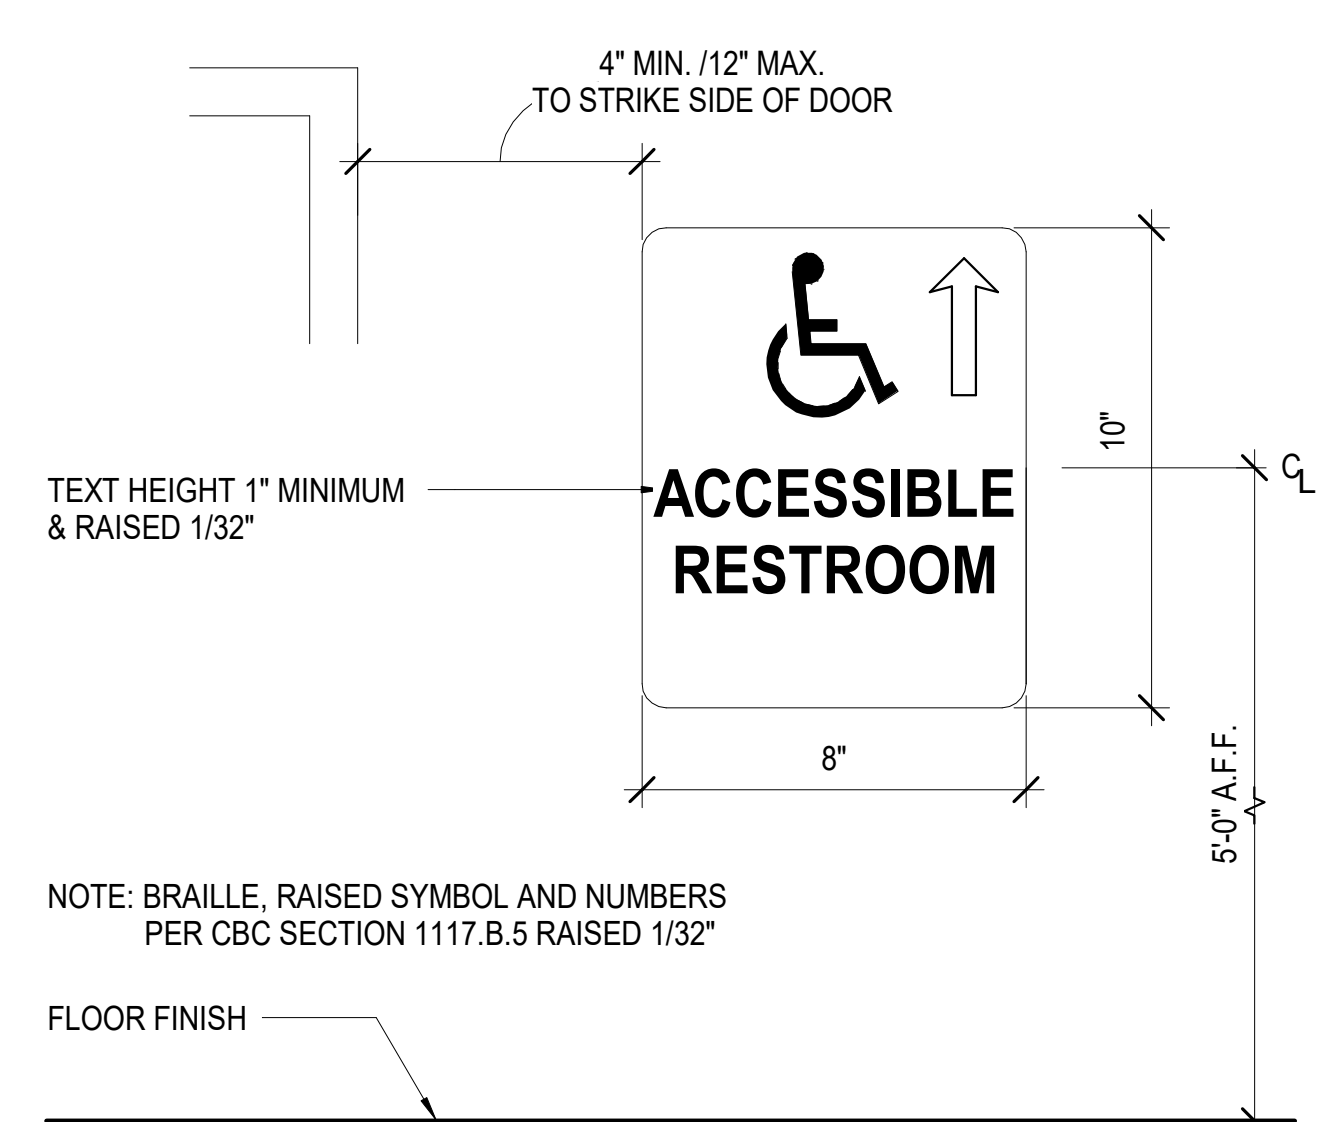 4" MIN. /12" MAX.
TO STRIKE SIDE OF DOOR
10"
CL
TEXT HEIGHT 1" MINIMUM
& RAISED 1/32"
ACCESSIBLE
RESTROOM
8"
5'-0" A.F.F.
NOTE: BRAILLE, RAISED SYMBOL AND NUMBERS
PER CBC SECTION 1117.B.5 RAISED 1/32"
FLOOR FINISH